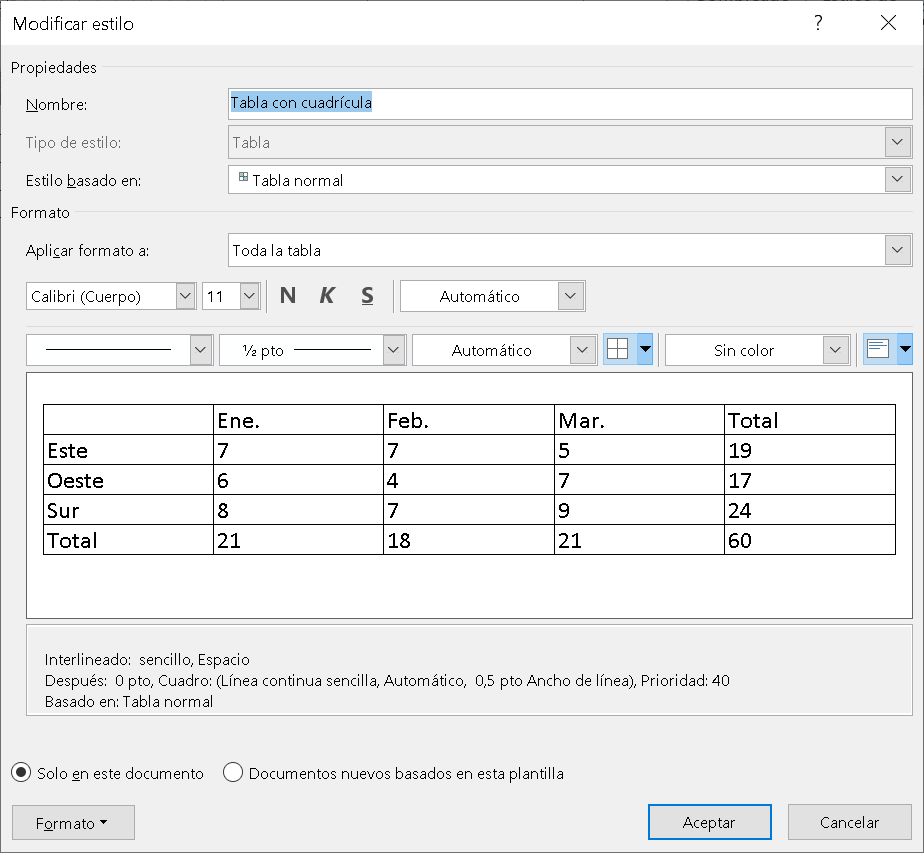 Modificar estilo ?
Propiedades
Nombre: Tabla con cuadrícula
Tipo de estilo: Tabla
Estilo basado en: Tabla normal
Formato
Aplicar formato a: Toda la tabla
Calibri (Cuerpo) 11 N K S Automático
½ pto Automático Sin color
Ene. Feb. Mar. Total
Este 7 7 5 19
Oeste 6 4 7 17
Sur 8 7 9 24
Total 21 18 21 60
Interlineado:  sencillo, Espacio
Después:  0 pto, Cuadro: (Línea continua sencilla, Automático,  0,5 pto Ancho de línea), Prioridad: 40
Basado en: Tabla normal
Solo en este documento Documentos nuevos basados en esta plantilla
Formato Aceptar Cancelar